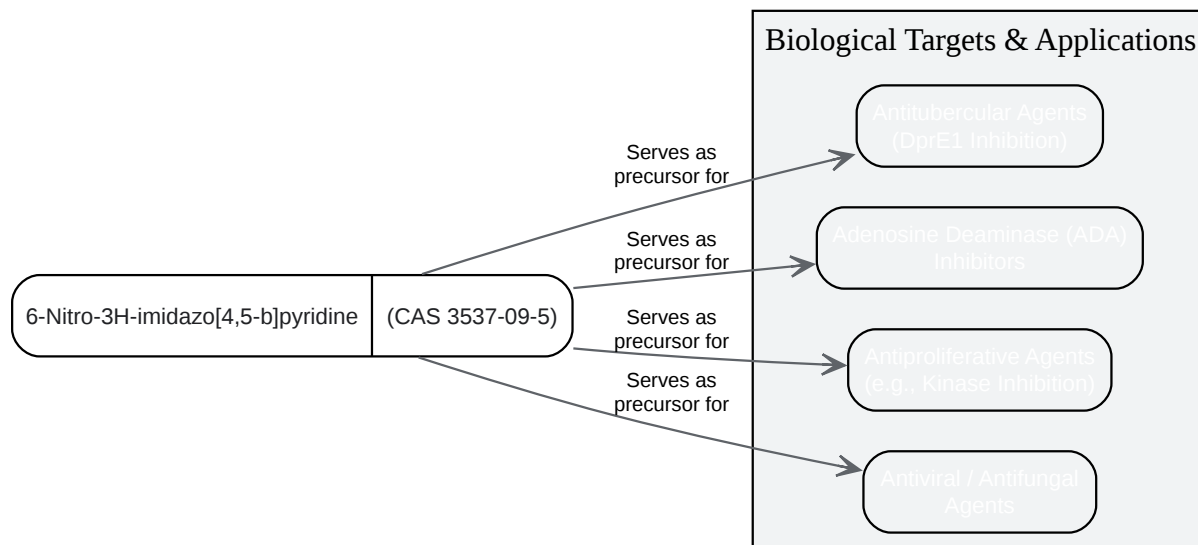 Biological Targets & Applications
Antitubercular Agents
(DprE1 Inhibition)
Serves as
precursor for
Adenosine Deaminase (ADA)
Inhibitors
Serves as
precursor for
6-Nitro-3H-imidazo[4,5-b]pyridine
(CAS 3537-09-5)
Serves as
precursor for
Antiproliferative Agents
(e.g., Kinase Inhibition)
Serves as
precursor for
Antiviral / Antifungal
Agents